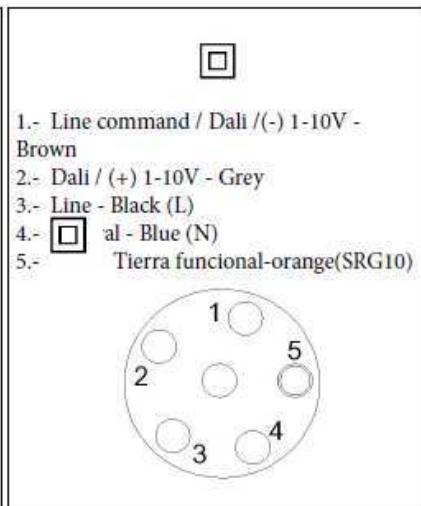 1.- Line command / Dali /(-) 1-10V -
Brown
2.- Dali / (+) 1-10V - Grey
3.- Line - Black (L)
4.- al - Blue (N)
5.- Tierra funcional-orange(SRG10)
1
5
2
4
3